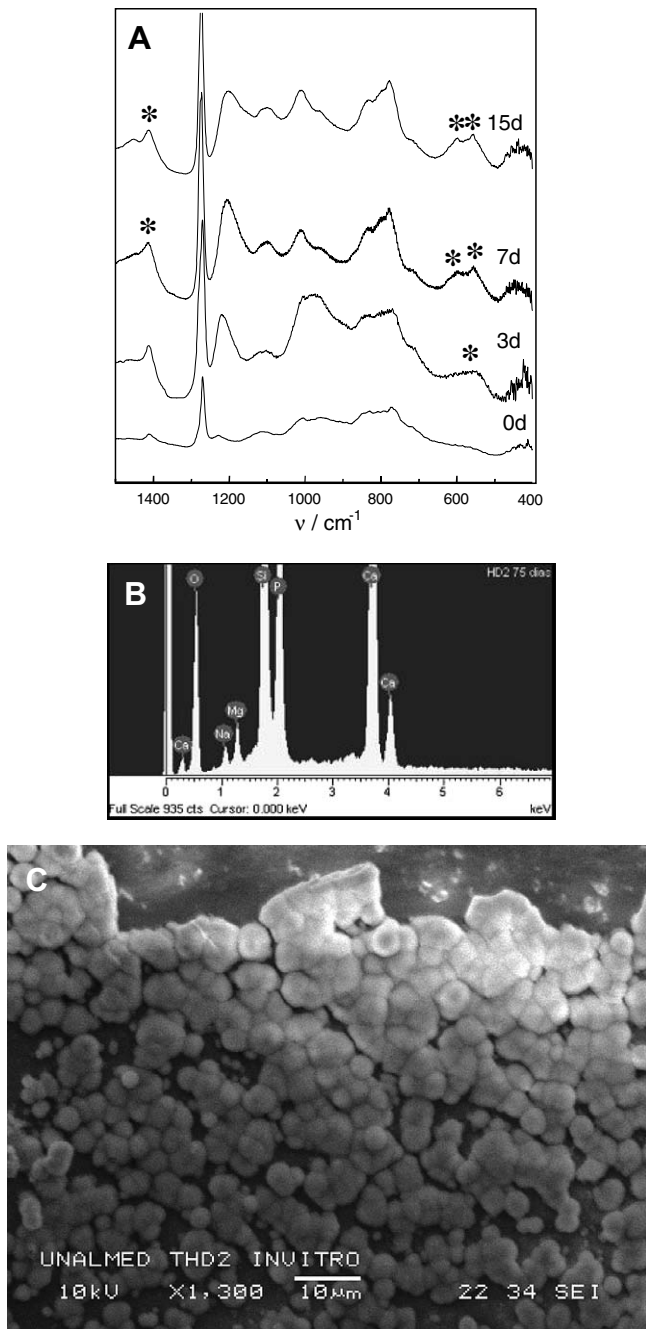 A
* ** 15d
* * * 7d
* 3d
0d
1400 1200 1000 800 600 400
ν / cm-1
B
HD2 75 dias
O Si P Ca
Ca
Ca Na Mg
0 1 2 3 4 5 6
Full Scale 935 cts Cursor: 0.000 keV keV
C
UNALMED THD2 INVITRO
10kV X1,300 10μm 22 34 SEI